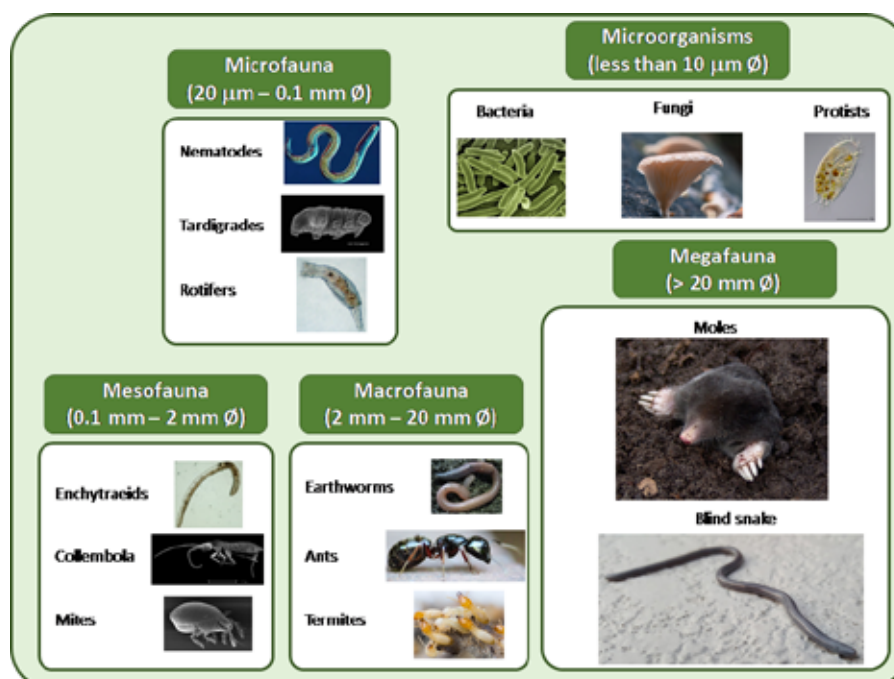 Microfauna
(20 μm – 0.1 mm Ø)
Nematodes
Tardigrades
Rotifers
Microorganisms
(less than 10 μm Ø)
Bacteria
Fungi
Protists
Megafauna
(> 20 mm Ø)
Moles
Blind snake
Mesofauna
(0.1 mm – 2 mm Ø)
Enchytraeids
Collembola
Mites
Macrofauna
(2 mm – 20 mm Ø)
Earthworms
Ants
Termites